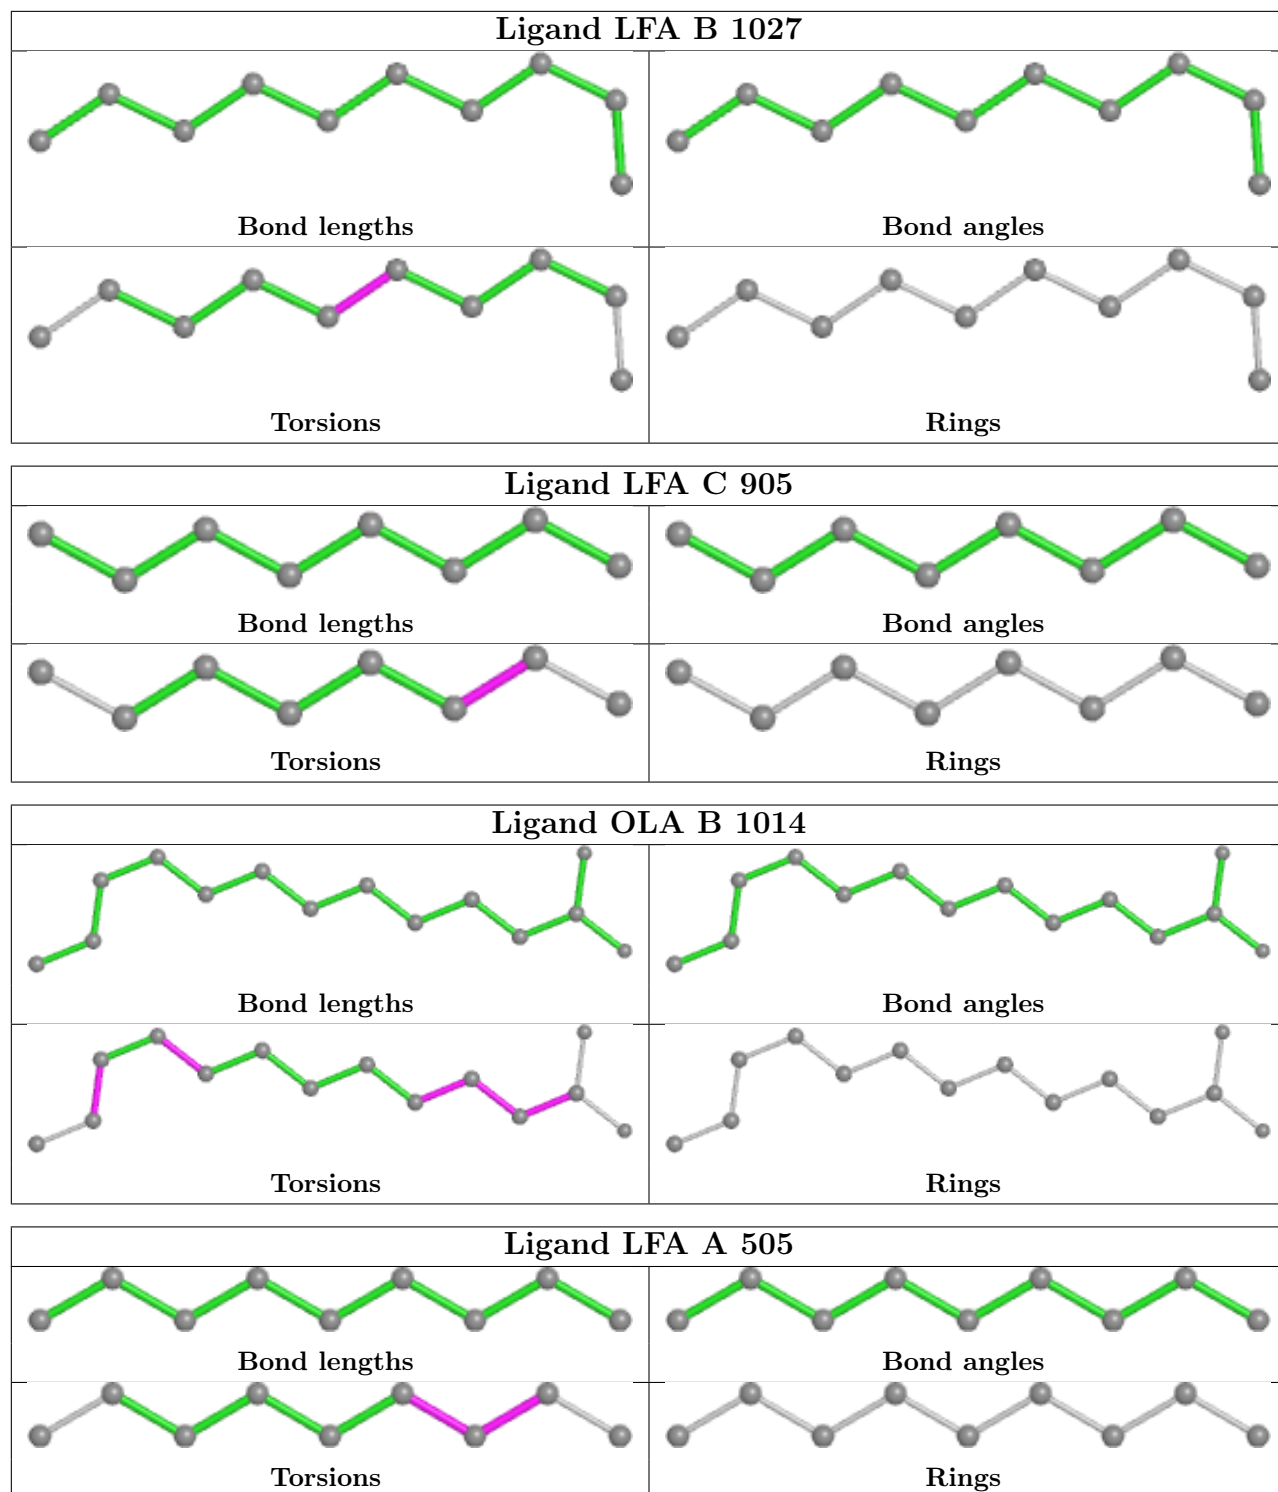 Ligand LFA B 1027
Bond lengths
Bond angles
Torsions
Rings
Ligand LFA C 905
Bond lengths
Bond angles
Torsions
Rings
Ligand OLA B 1014
Bond lengths
Bond angles
Torsions
Rings
Ligand LFA A 505
Bond lengths
Bond angles
Torsions
Rings